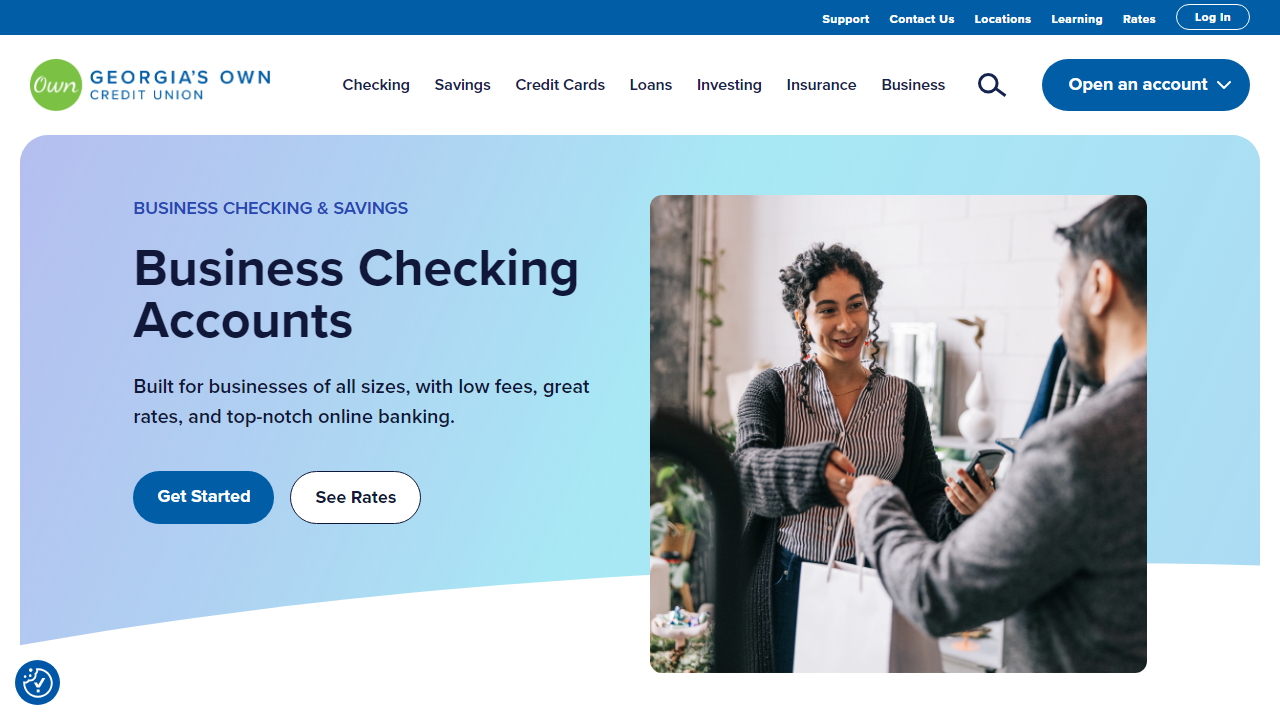 Support Contact Us Locations Learning Rates Log In
Own GEORGIA'S OWN
CREDIT UNION
Checking Savings Credit Cards Loans Investing Insurance Business Open an account
BUSINESS CHECKING & SAVINGS
Business Checking
Accounts
Built for businesses of all sizes, with low fees, great
rates, and top-notch online banking.
Get Started See Rates